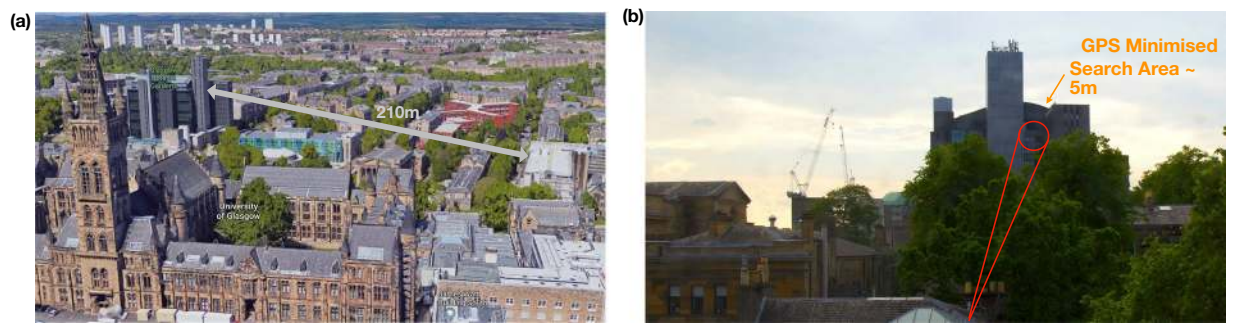 (a)
210m
University
of Glasgow
(b)
GPS Minimised
Search Area ~
5m